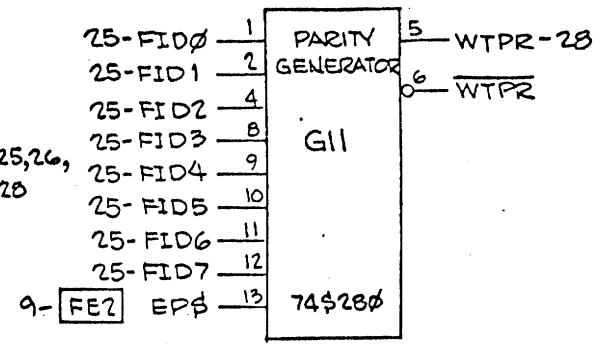 25-FIDØ 1 PARITY 5 WTPR-28
25-FID1 2 GENERATOR 6 WTPR
25-FID2 4
25-FID3 8 G11
25,26, 25-FID4 9
28 25-FID5 10
25-FID6 11
25-FID7 12
9- FE2 EPS 13 74S28Ø